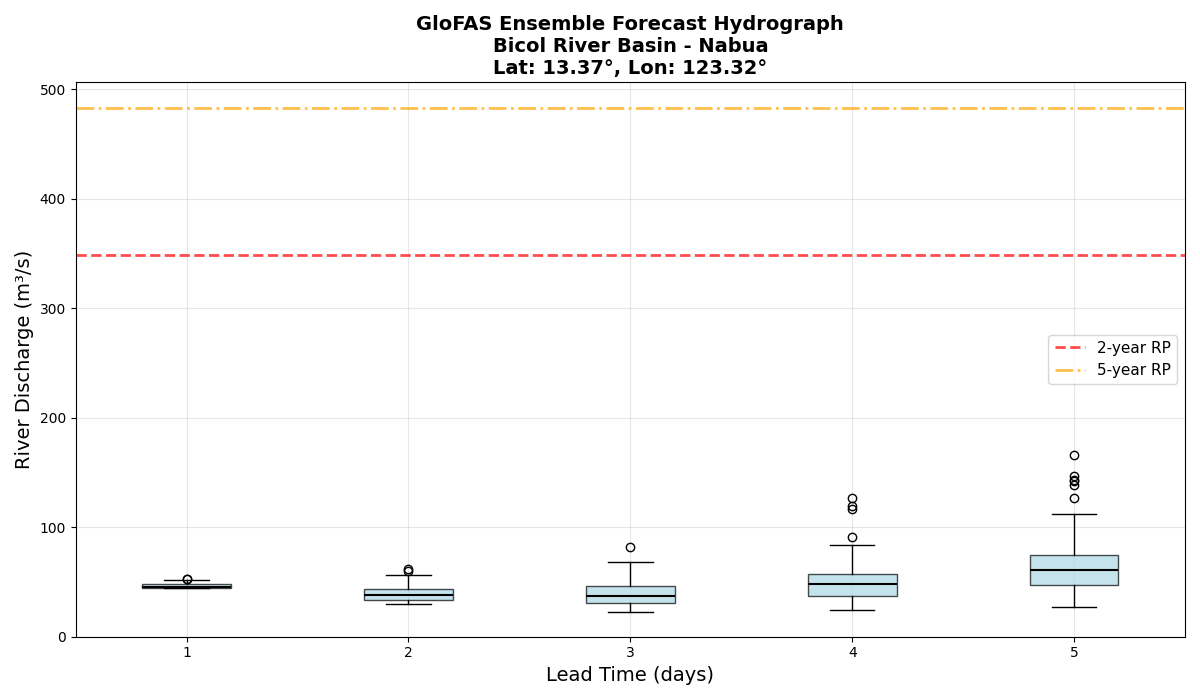 GloFAS Ensemble Forecast Hydrograph
Bicol River Basin - Nabua
Lat: 13.37°, Lon: 123.32°
River Discharge (m³/s)
500
400
300
200
100
0
2-year RP
5-year RP
1
2
3
4
5
Lead Time (days)